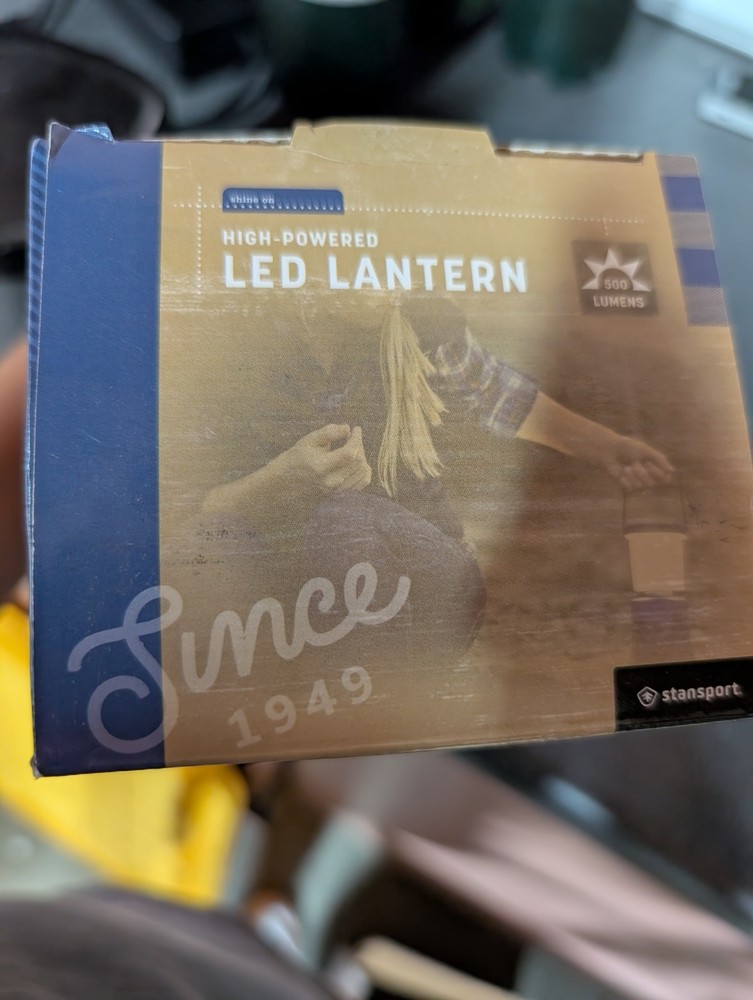 shine on
HIGH-POWERED
LED LANTERN
500
LUMENS
Since
1949
stansport